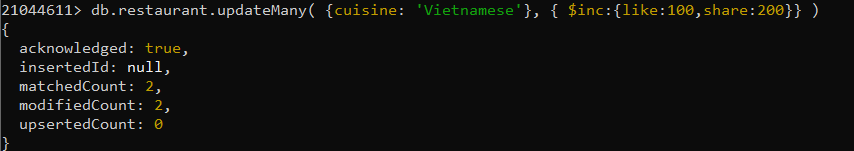 21044611> db.restaurant.updateMany( {cuisine: 'Vietnamese'}, { $inc:{like:100,share:200}} )
{
  acknowledged: true,
  insertedId: null,
  matchedCount: 2,
  modifiedCount: 2,
  upsertedCount: 0
}